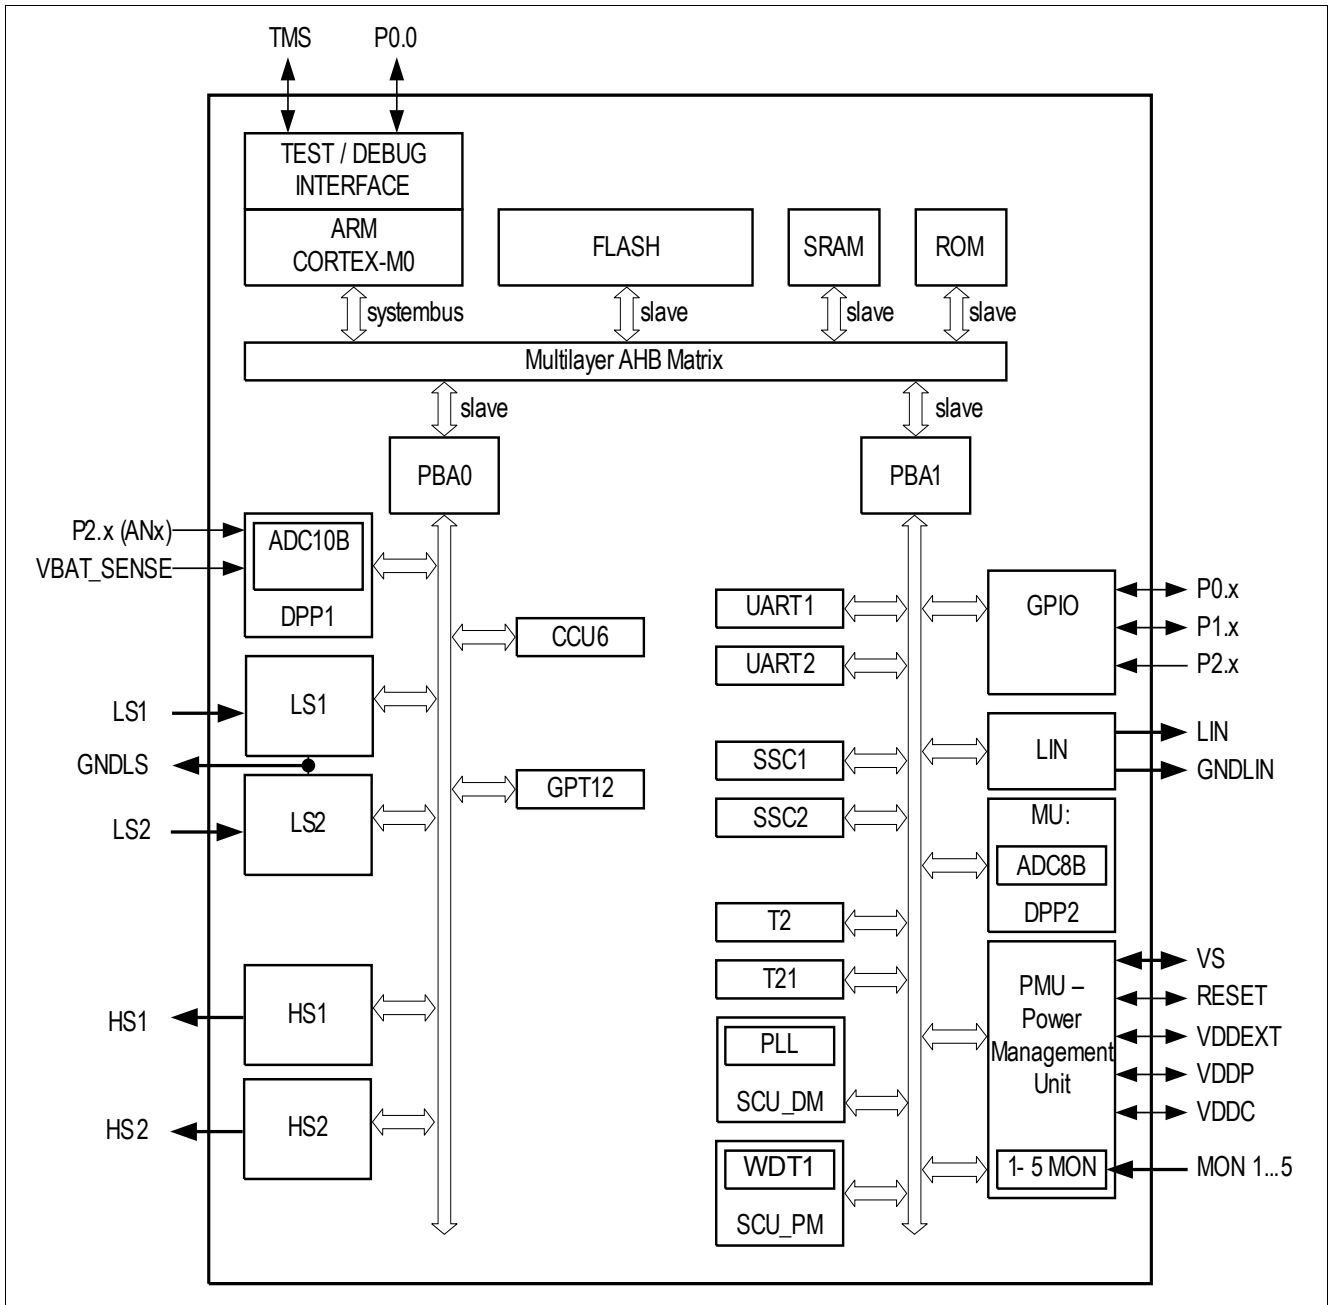 TMS P0.0
TEST / DEBUG
INTERFACE
ARM
CORTEX-M0
FLASH
SRAM
ROM
systembus
slave
slave
slave
Multilayer AHB Matrix
slave
slave
PBA0
PBA1
P2.x (ANx)
VBAT_SENSE
ADC10B
DPP1
CCU6
LS1
LS1
GNDLS
GPT12
LS2
LS2
HS1
HS1
HS2
HS2
UART1
UART2
SSC1
SSC2
T2
T21
PLL
SCU_DM
WDT1
SCU_PM
GPIO
P0.x
P1.x
P2.x
LIN
LIN
GNDLIN
MU:
ADC8B
DPP2
PMU –
Power
Management
Unit
1- 5 MON
VS
RESET
VDDEXT
VDDP
VDDC
MON 1...5